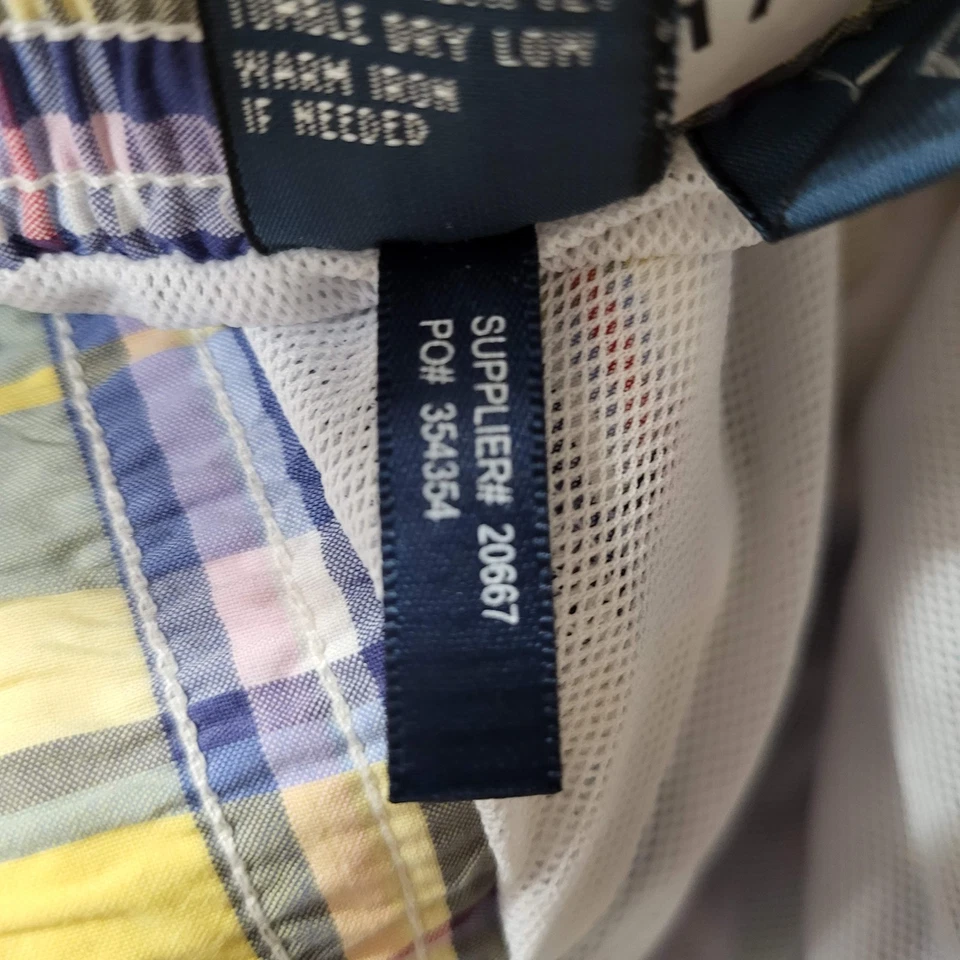 TUMBLE DRY LOW
WARM IRON
IF NEEDED
SUPPLIER# 20667
PO# 354354